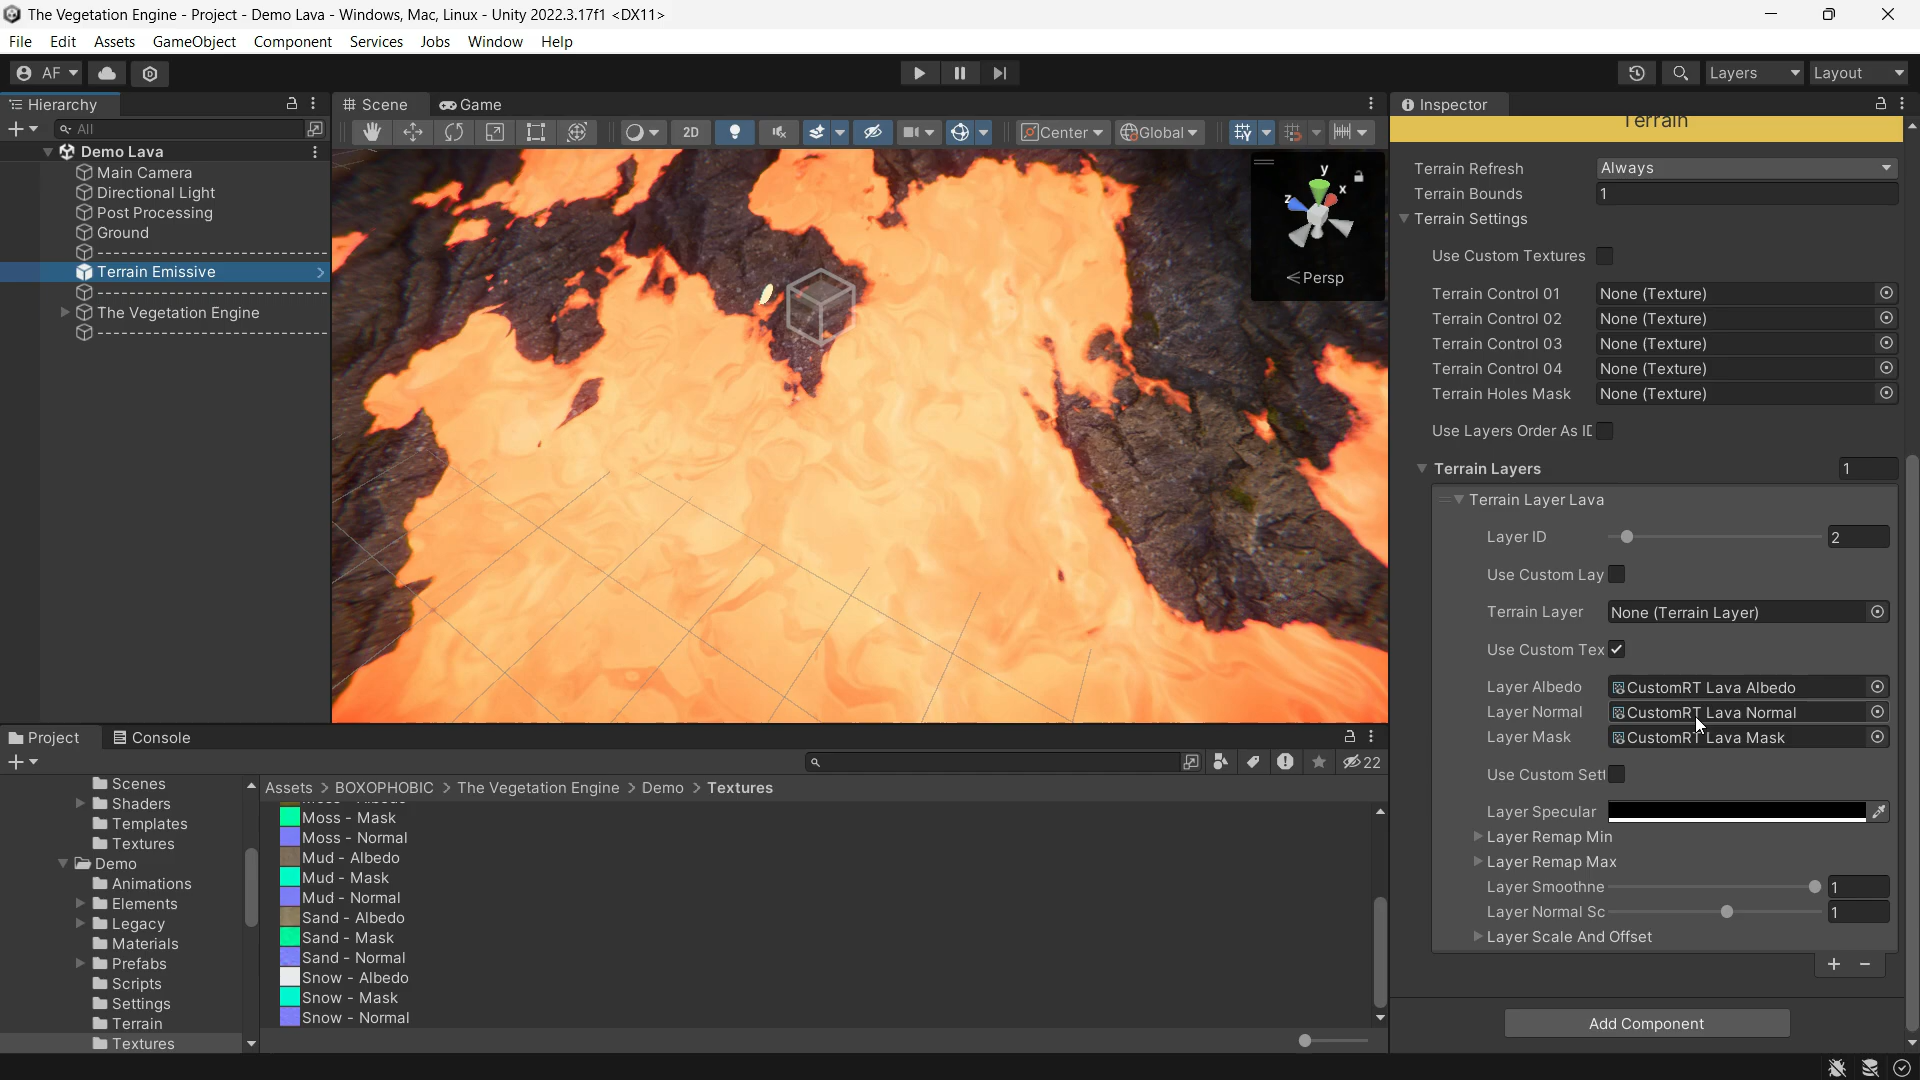 The Vegetation Engine - Project - Demo Lava - Windows, Mac, Linux - Unity 2022.3.17f1 <DX11>
File Edit Assets GameObject Component Services Jobs Window Help
AF
Layers Layout
Hierarchy
All
Demo Lava
Main Camera
Directional Light
Post Processing
Ground
--------------------------------
Terrain Emissive
--------------------------------
The Vegetation Engine
--------------------------------
Scene Game
2D Center Global
y
x
z
Persp
Inspector
Terrain
Terrain Refresh Always
Terrain Bounds 1
Terrain Settings
Use Custom Textures
Terrain Control 01 None (Texture)
Terrain Control 02 None (Texture)
Terrain Control 03 None (Texture)
Terrain Control 04 None (Texture)
Terrain Holes Mask None (Texture)
Use Layers Order As ID
Terrain Layers 1
Terrain Layer Lava
Layer ID 2
Use Custom Lay
Terrain Layer None (Terrain Layer)
Use Custom Tex
Layer Albedo CustomRT Lava Albedo
Layer Normal CustomRT Lava Normal
Layer Mask CustomRT Lava Mask
Use Custom Sett
Layer Specular
Layer Remap Min
Layer Remap Max
Layer Smoothne 1
Layer Normal Sc 1
Layer Scale And Offset
+ -
Add Component
Project Console
22
Scenes
Shaders
Templates
Textures
Demo
Animations
Elements
Legacy
Materials
Prefabs
Scripts
Settings
Terrain
Textures
Assets > BOXOPHOBIC > The Vegetation Engine > Demo > Textures
Moss - Albedo
Moss - Mask
Moss - Normal
Mud - Albedo
Mud - Mask
Mud - Normal
Sand - Albedo
Sand - Mask
Sand - Normal
Snow - Albedo
Snow - Mask
Snow - Normal